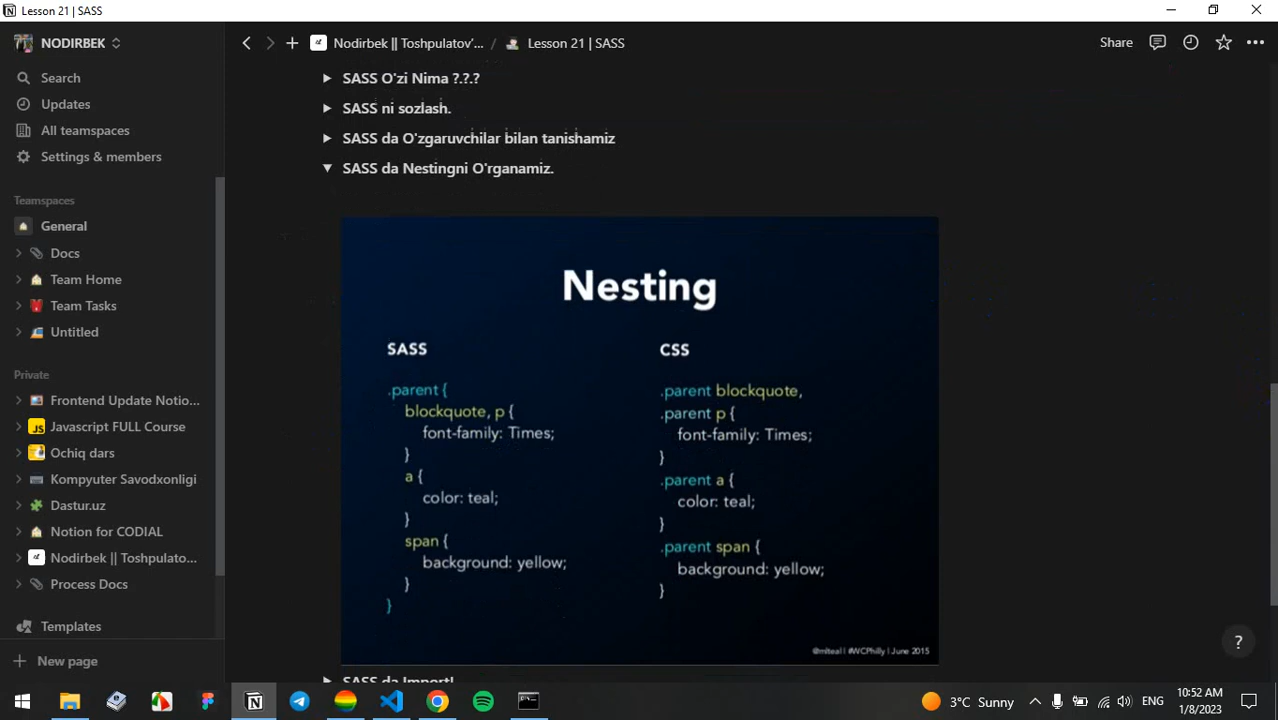 Lesson 21 | SASS
NODIRBEK
Search
Updates
All teamspaces
Settings & members
Teamspaces
General
Docs
Team Home
Team Tasks
Untitled
Private
Frontend Update Notio...
Javascript FULL Course
Ochiq dars
Kompyuter Savodxonligi
Dastur.uz
Notion for CODIAL
Nodirbek || Toshpulato...
Process Docs
Templates
New page
Nodirbek || Toshpulatov'... / Lesson 21 | SASS
Share
SASS O'zi Nima ?.?.?
SASS ni sozlash.
SASS da O'zgaruvchilar bilan tanishamiz
SASS da Nestingni O'rganamiz.
Nesting
SASS
.parent {
blockquote, p {
font-family: Times;
}
a {
color: teal;
}
span {
background: yellow;
}
}
CSS
.parent blockquote,
.parent p {
font-family: Times;
}
.parent a {
color: teal;
}
.parent span {
background: yellow;
}
@mlteal | #WCPhilly | June 2015
SASS da Import!
?
3°C Sunny
ENG
10:52 AM
1/8/2023